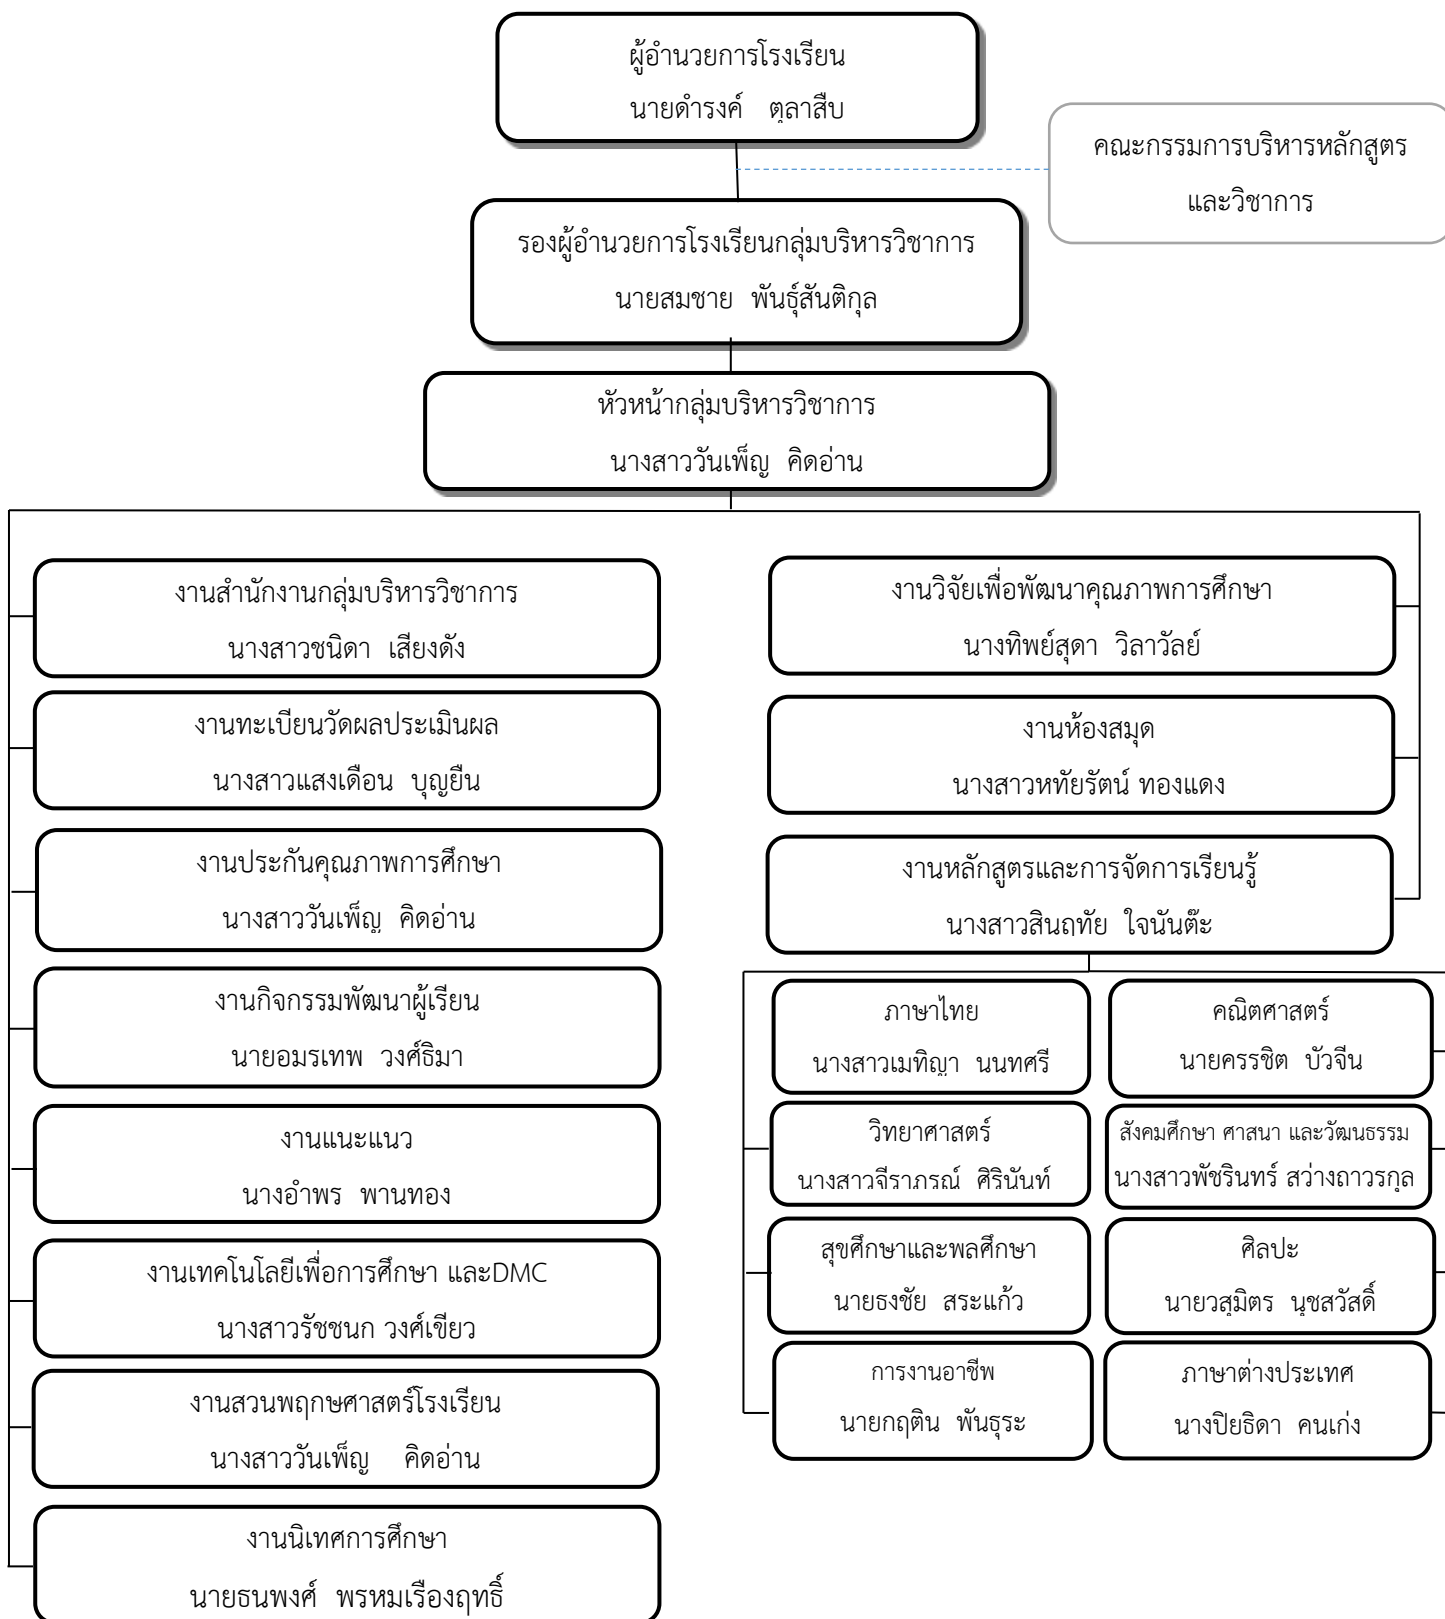 ผู้อำนวยการโรงเรียน
นายดำรงค์ ตุลาสืบ
คณะกรรมการบริหารหลักสูตร
และวิชาการ
รองผู้อำนวยการโรงเรียนกลุ่มบริหารวิชาการ
นายสมชาย พันธุ์สันติกุล
หัวหน้ากลุ่มบริหารวิชาการ
นางสาววันเพ็ญ คิดอ่าน
งานสำนักงานกลุ่มบริหารวิชาการ
นางสาวชนิดา เสียงดัง
งานทะเบียนวัดผลประเมินผล
นางสาวแสงเดือน บุญยืน
งานประกันคุณภาพการศึกษา
นางสาววันเพ็ญ คิดอ่าน
งานกิจกรรมพัฒนาผู้เรียน
นายอมรเทพ วงศ์ธิมา
งานแนะแนว
นางอำพร พานทอง
งานเทคโนโลยีเพื่อการศึกษา และDMC
นางสาวรัชชนก วงศ์เขียว
งานสวนพฤกษศาสตร์โรงเรียน
นางสาววันเพ็ญ คิดอ่าน
งานนิเทศการศึกษา
นายธนพงศ์ พรหมเรืองฤทธิ์
งานวิจัยเพื่อพัฒนาคุณภาพการศึกษา
นางทิพย์สุดา วิลาวัลย์
งานห้องสมุด
นางสาวหทัยรัตน์ ทองแดง
งานหลักสูตรและการจัดการเรียนรู้
นางสาวสินฤทัย ใจนันต๊ะ
ภาษาไทย
นางสาวเมทิญา นนทศรี
คณิตศาสตร์
นายครรชิต บัวจีน
วิทยาศาสตร์
นางสาวจีราภรณ์ ศิรินันท์
สังคมศึกษา ศาสนา และวัฒนธรรม
นางสาวพัชรินทร์ สว่างถาวรกุล
สุขศึกษาและพลศึกษา
นายธงชัย สระแก้ว
ศิลปะ
นายวสุมิตร นุชสวัสดิ์
การงานอาชีพ
นายกฤติน พันธุระ
ภาษาต่างประเทศ
นางปิยธิดา คนเก่ง